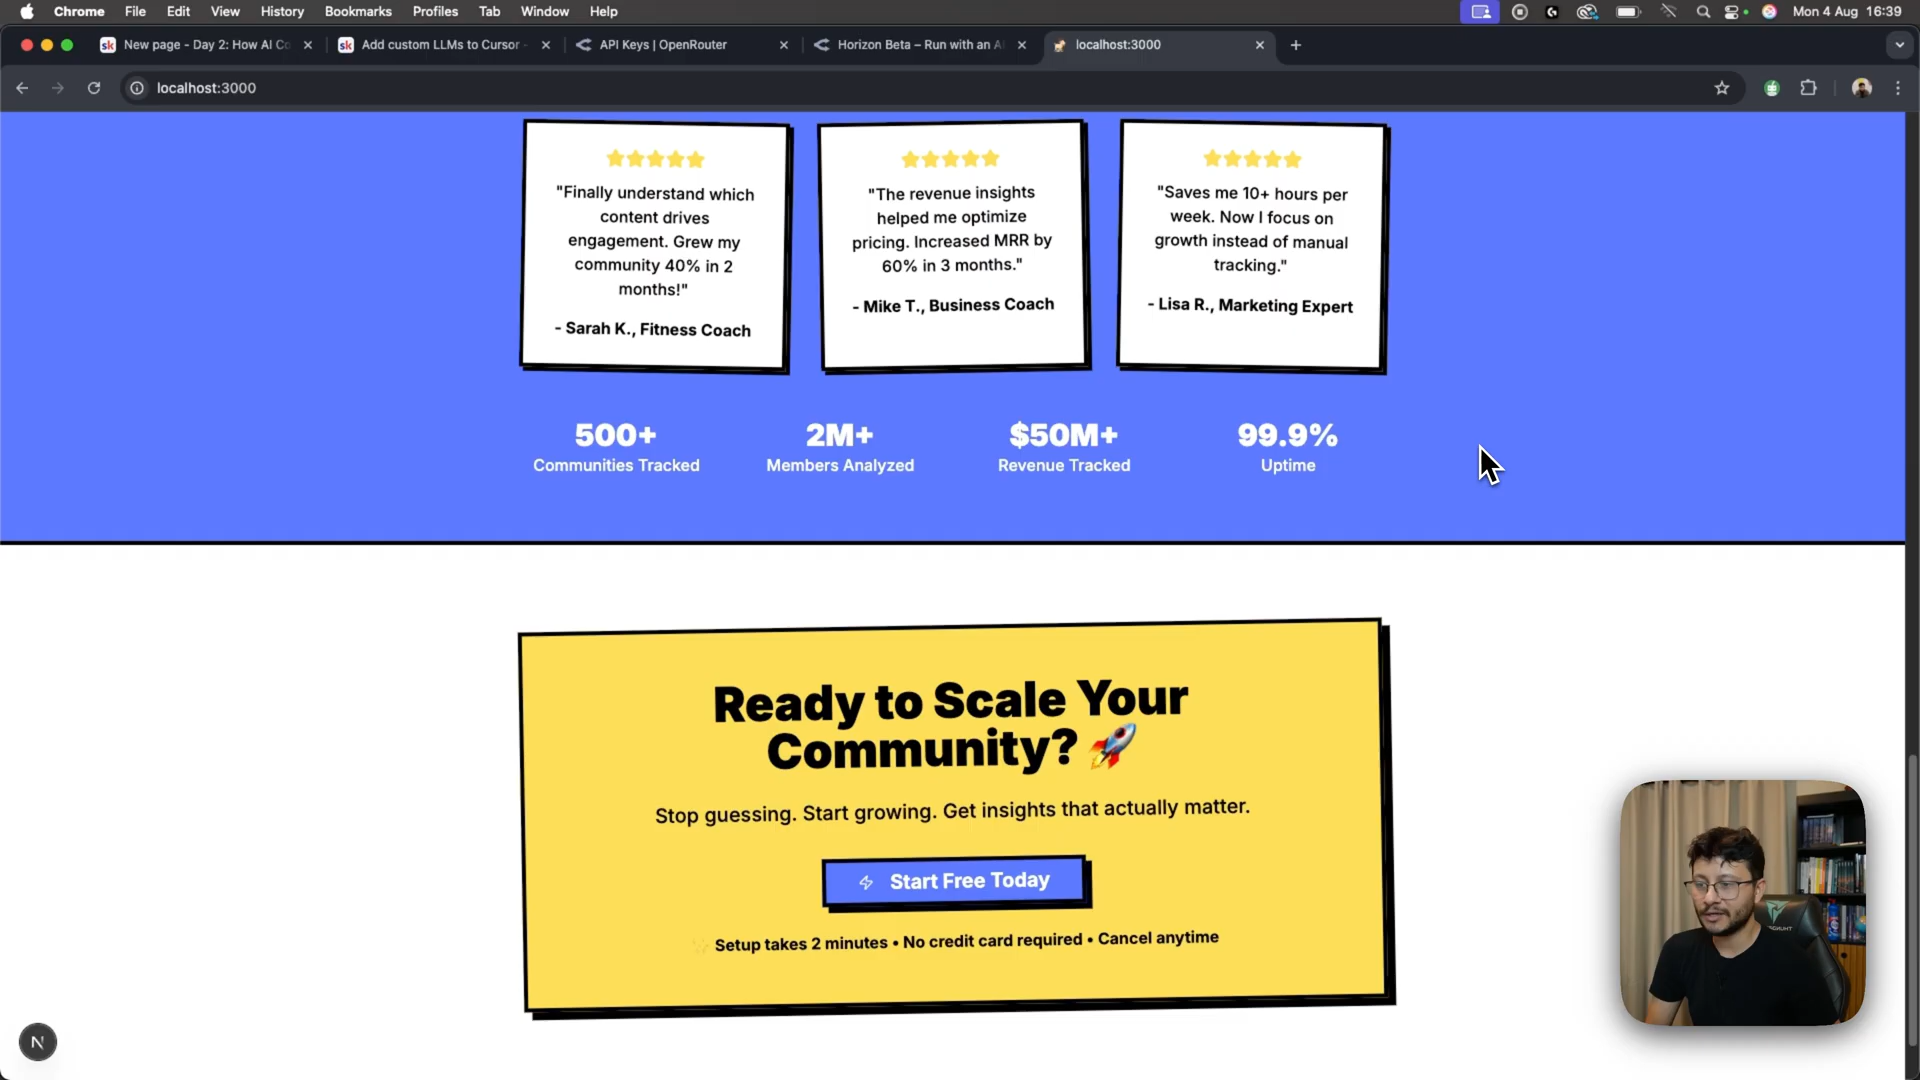 Chrome File Edit View History Bookmarks Profiles Tab Window Help Mon 4 Aug 16:39
New page - Day 2: How AI Co
Add custom LLMs to Cursor -
API Keys | OpenRouter
Horizon Beta – Run with an A
localhost:3000
localhost:3000
"Finally understand which
content drives
engagement. Grew my
community 40% in 2
months!"
- Sarah K., Fitness Coach
"The revenue insights
helped me optimize
pricing. Increased MRR by
60% in 3 months."
- Mike T., Business Coach
"Saves me 10+ hours per
week. Now I focus on
growth instead of manual
tracking."
- Lisa R., Marketing Expert
500+
Communities Tracked
2M+
Members Analyzed
$50M+
Revenue Tracked
99.9%
Uptime
Ready to Scale Your
Community? 🚀
Stop guessing. Start growing. Get insights that actually matter.
Start Free Today
✨ Setup takes 2 minutes • No credit card required • Cancel anytime
N